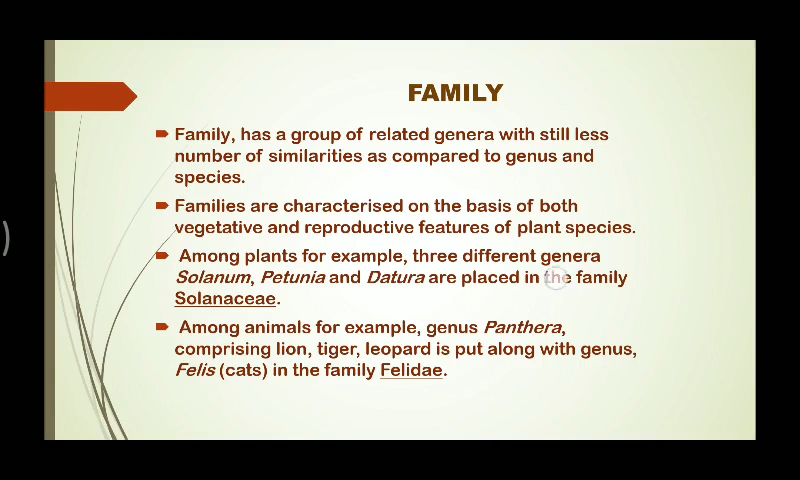 FAMILY
Family, has a group of related genera with still less
number of similarities as compared to genus and
species.
Families are characterised on the basis of both
vegetative and reproductive features of plant species.
Among plants for example, three different genera
Solanum, Petunia and Datura are placed in the family
Solanaceae.
Among animals for example, genus Panthera,
comprising lion, tiger, leopard is put along with genus,
Felis (cats) in the family Felidae.